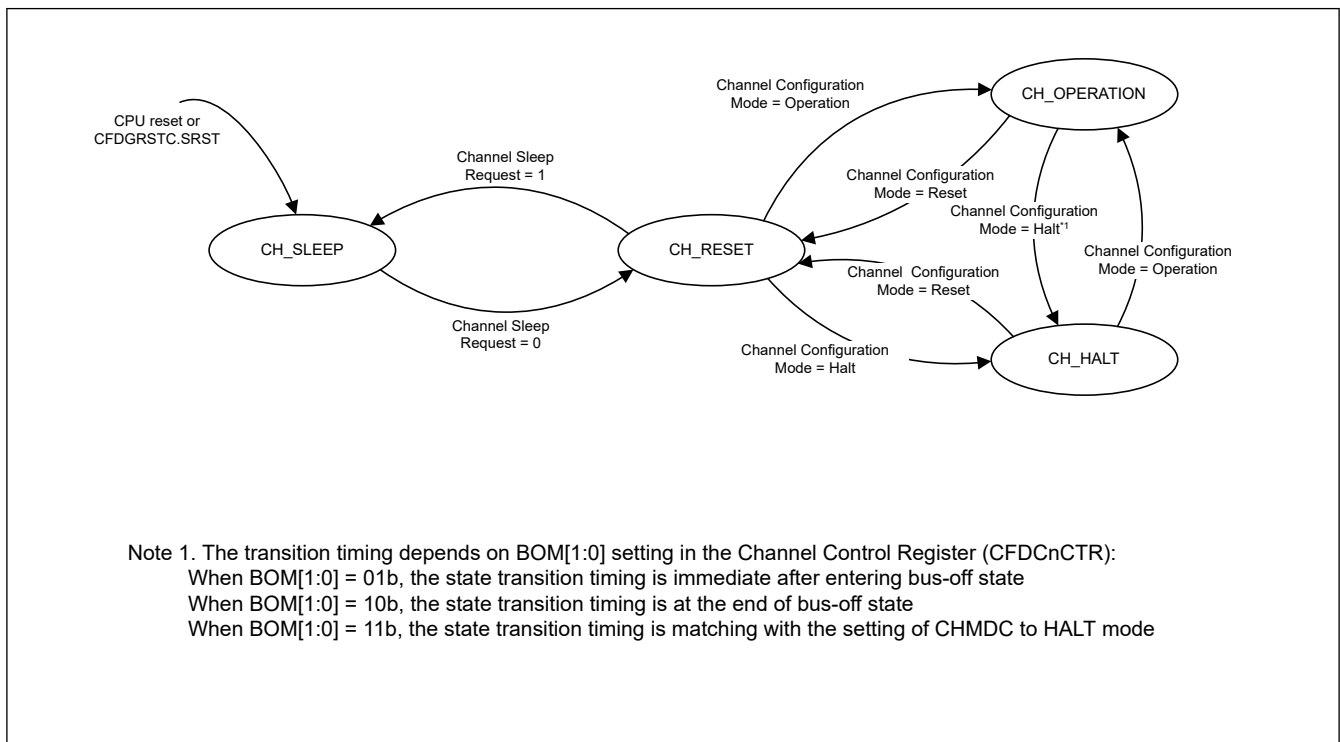 CPU reset or
CFDGRSTC.SRST
Channel Sleep
Request = 1
Channel Configuration
Mode = Operation
CH_OPERATION
Channel Configuration
Mode = Reset
Channel Configuration
Mode = Halt*1
Channel Configuration
Mode = Operation
CH_SLEEP
CH_RESET
Channel Configuration
Mode = Reset
Channel Sleep
Request = 0
Channel Configuration
Mode = Halt
CH_HALT
Note 1. The transition timing depends on BOM[1:0] setting in the Channel Control Register (CFDCnCTR):
When BOM[1:0] = 01b, the state transition timing is immediate after entering bus-off state
When BOM[1:0] = 10b, the state transition timing is at the end of bus-off state
When BOM[1:0] = 11b, the state transition timing is matching with the setting of CHMDC to HALT mode